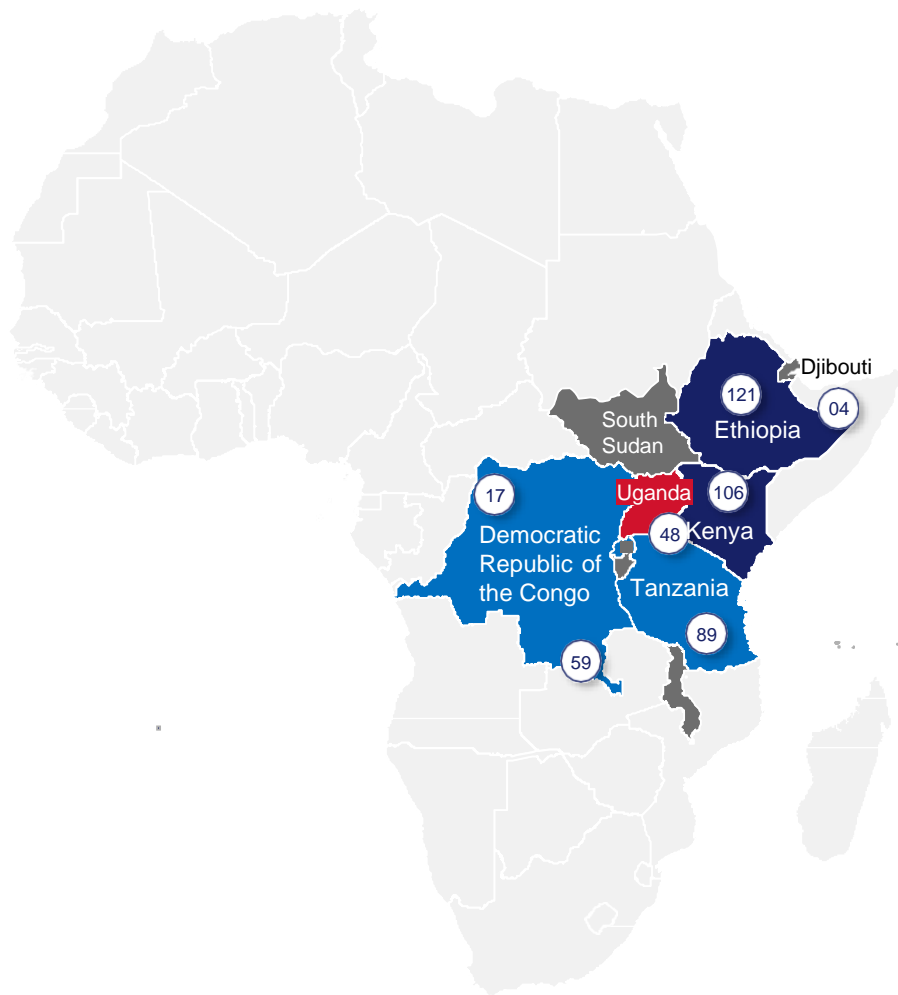 Djibouti
121
04
South
Sudan
Ethiopia
17
Uganda
106
Democratic
Republic of
the Congo
48
Kenya
Tanzania
89
59